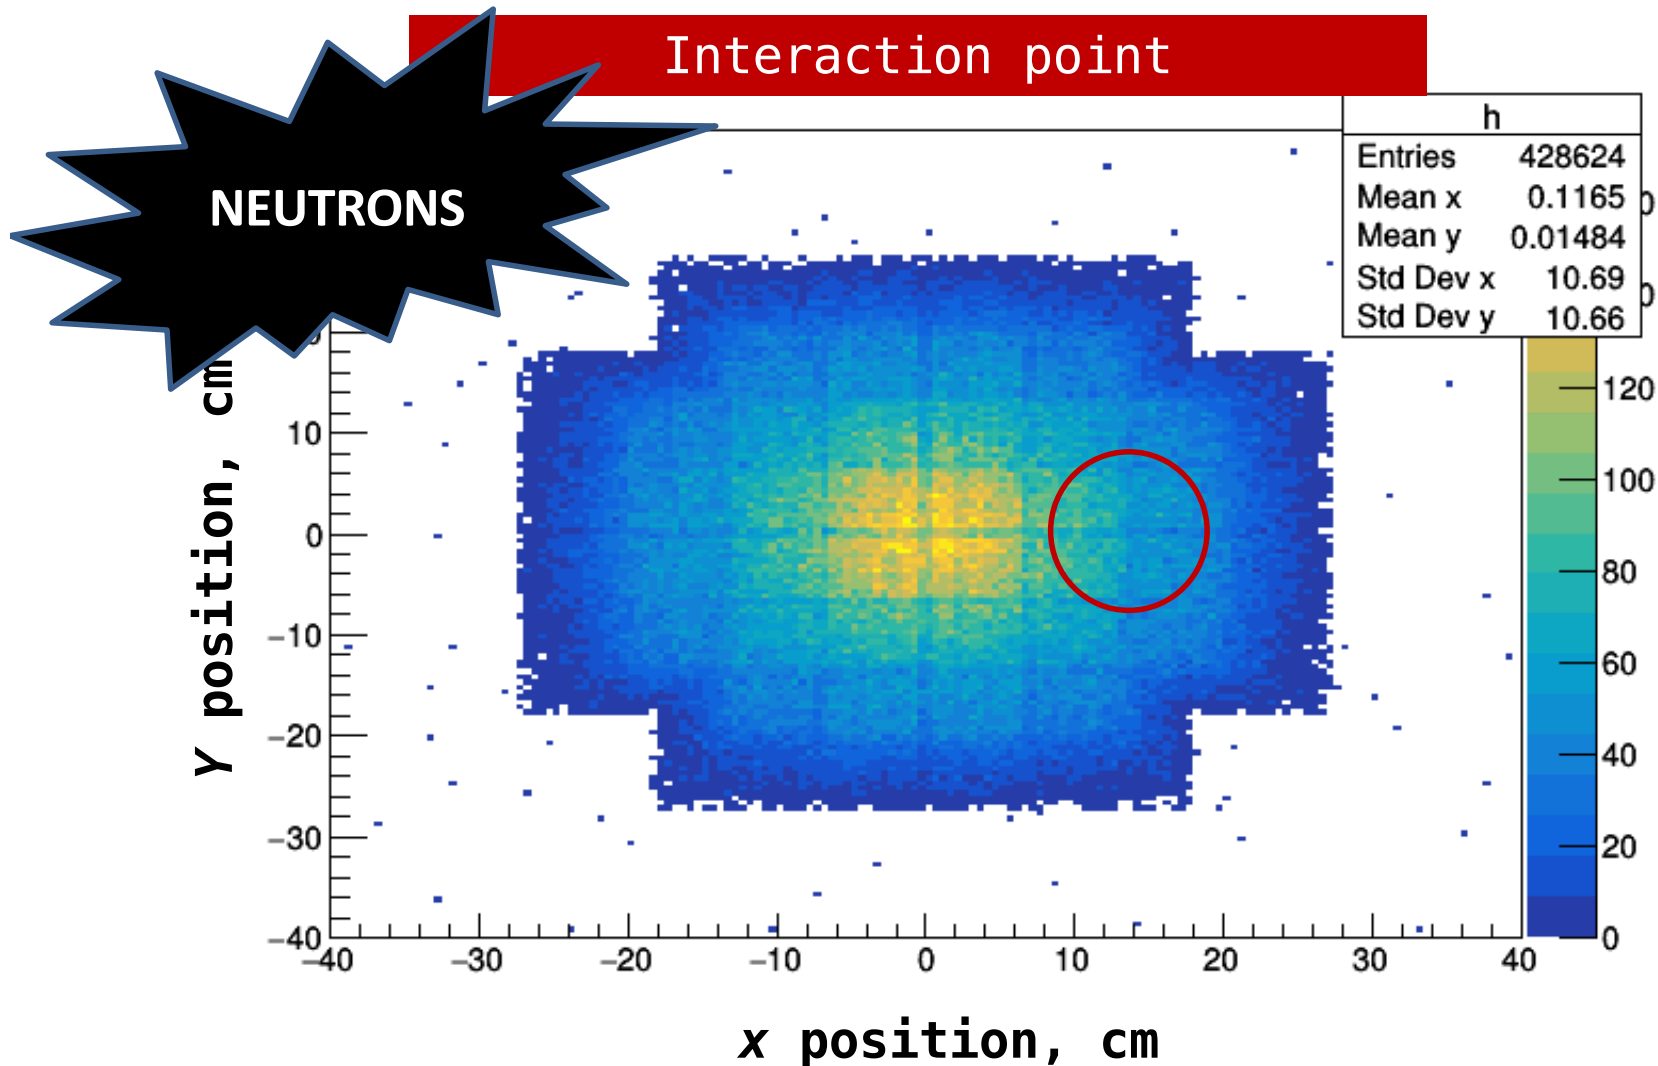 Interaction point
NEUTRONS
h
Entries 428624
Mean x 0.1165
Mean y 0.01484
Std Dev x 10.69
Std Dev y 10.66
Y position, cm
10
0
−10
−20
−30
−40
−40 −30 −20 −10 0 10 20 30 40
x position, cm
120
100
80
60
40
20
0